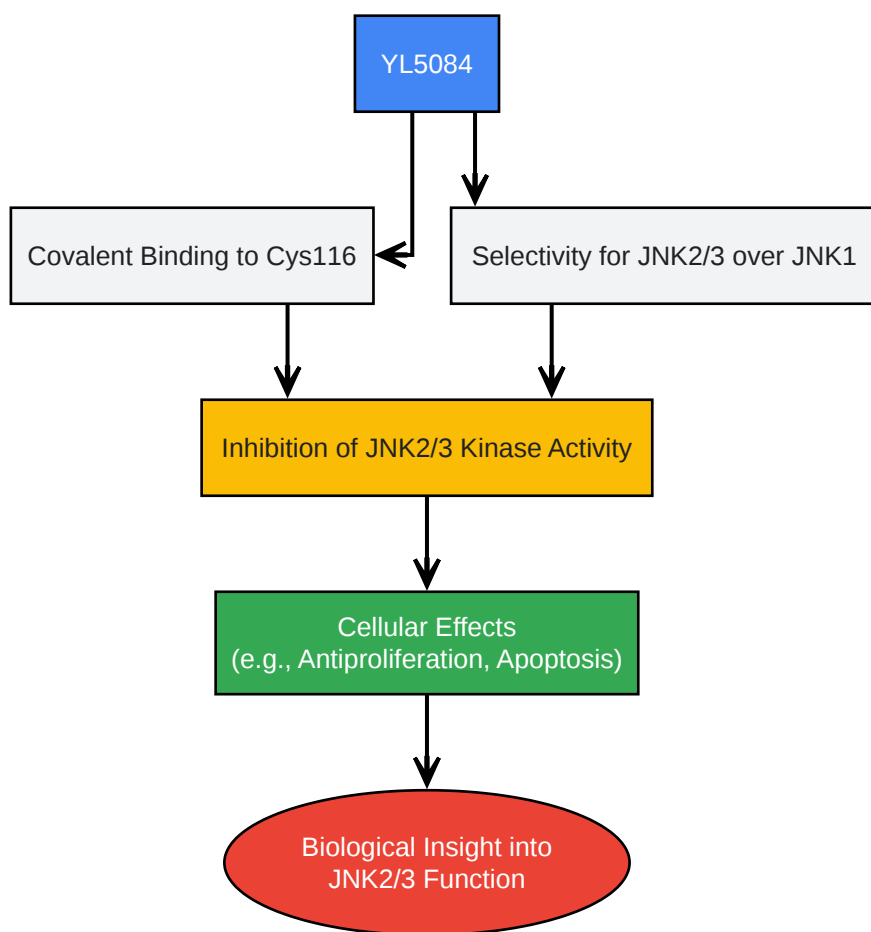 YL5084
Covalent Binding to Cys116
Selectivity for JNK2/3 over JNK1
Inhibition of JNK2/3 Kinase Activity
Cellular Effects
(e.g., Antiproliferation, Apoptosis)
Biological Insight into
JNK2/3 Function